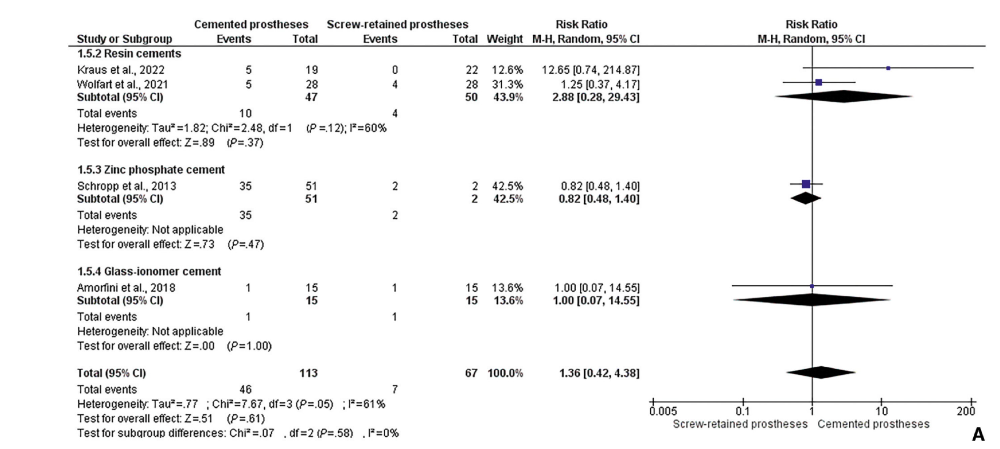 Cemented prostheses Screw-retained prostheses Risk Ratio Risk Ratio
Study or Subgroup Events Total Events Total Weight M-H, Random, 95% CI M-H, Random, 95% CI
1.5.2 Resin cements
Kraus et al., 2022 5 19 0 22 12.6% 12.65 [0.74, 214.87]
Wolfart et al., 2021 5 28 4 28 31.3% 1.25 [0.37, 4.17]
Subtotal (95% CI) 47 50 43.9% 2.88 [0.28, 29.43]
Total events 10 4
Heterogeneity: Tau²=1.82; Chi²=2.48, df=1 (P=.12); I²=60%
Test for overall effect: Z=.89 (P=.37)
1.5.3 Zinc phosphate cement
Schropp et al., 2013 35 51 2 2 42.5% 0.82 [0.48, 1.40]
Subtotal (95% CI) 51 2 42.5% 0.82 [0.48, 1.40]
Total events 35 2
Heterogeneity: Not applicable
Test for overall effect: Z=.73 (P=.47)
1.5.4 Glass-ionomer cement
Amorfini et al., 2018 1 15 1 15 13.6% 1.00 [0.07, 14.55]
Subtotal (95% CI) 15 15 13.6% 1.00 [0.07, 14.55]
Total events 1 1
Heterogeneity: Not applicable
Test for overall effect: Z=.00 (P=1.00)
Total (95% CI) 113 67 100.0% 1.36 [0.42, 4.38]
Total events 46 7
Heterogeneity: Tau²=.77 ; Chi²=7.67, df=3 (P=.05) ; I²=61%
Test for overall effect: Z=.51 (P=.61)
Test for subgroup differences: Chi²=.07 , df=2 (P=.58) , I²=0%
0.005 0.1 1 10 200
Screw-retained prostheses Cemented prostheses
A